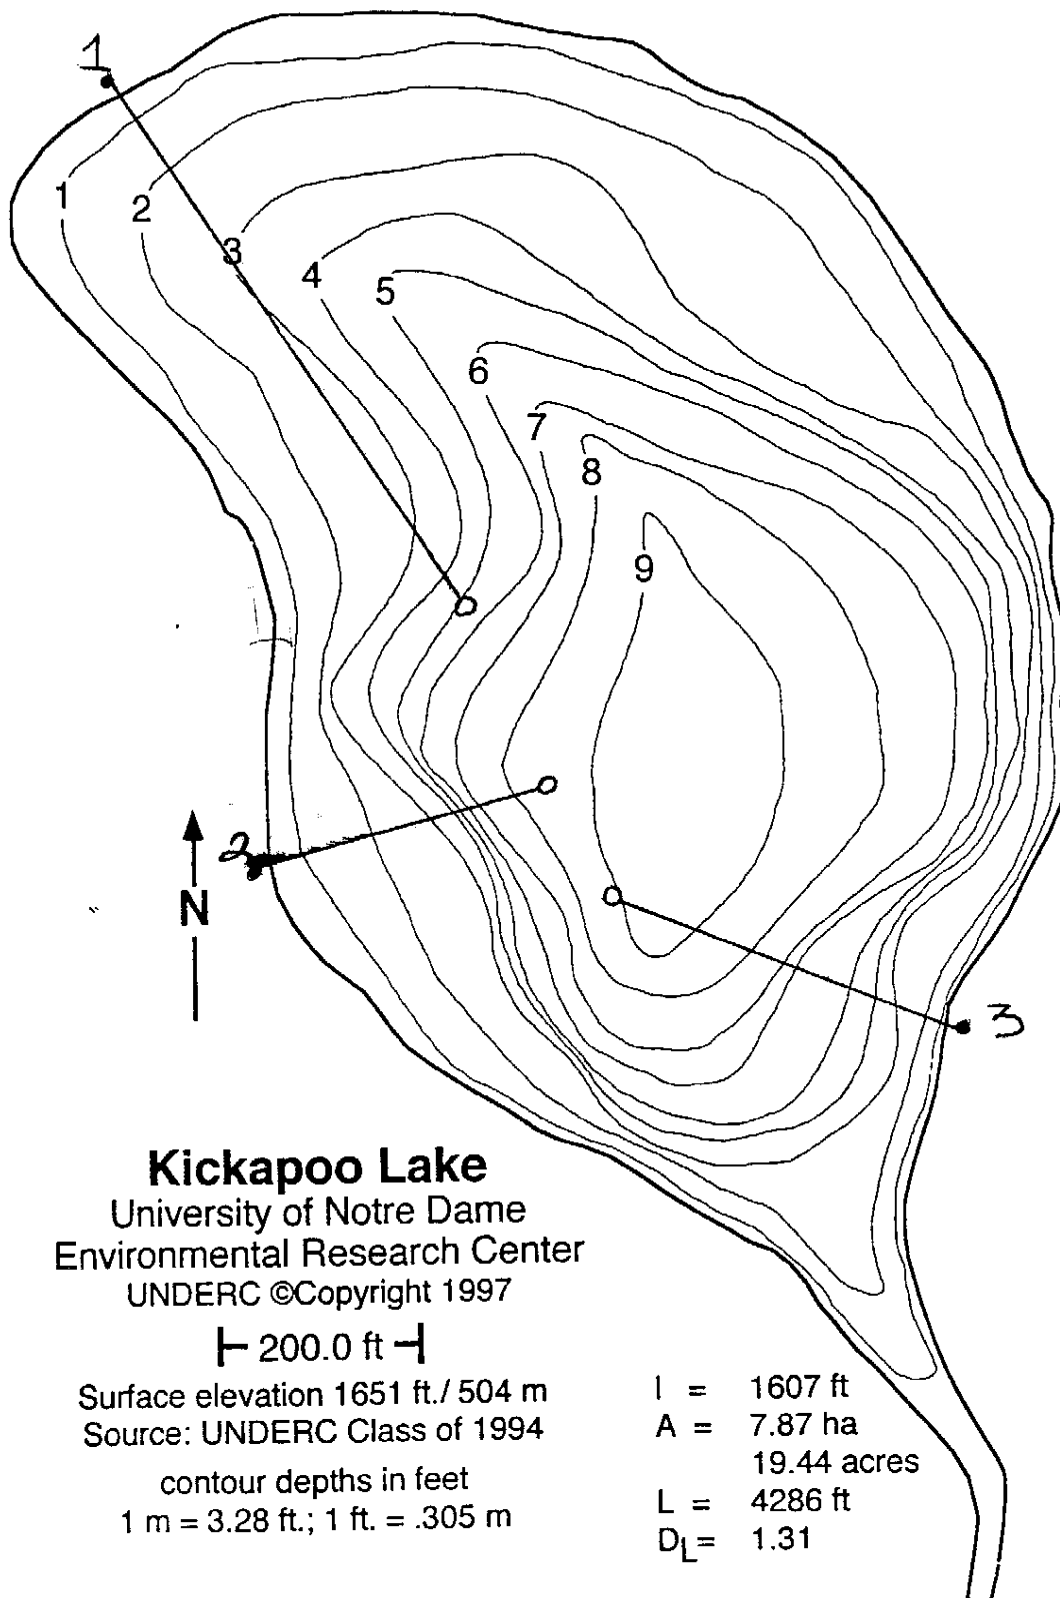 1
1
2
3
4
5
6
7
8
9
2
N
3
Kickapoo Lake
University of Notre Dame
Environmental Research Center
UNDERC ©Copyright 1997
200.0 ft
Surface elevation 1651 ft./ 504 m
Source: UNDERC Class of 1994
contour depths in feet
1 m = 3.28 ft.; 1 ft. = .305 m
l = 1607 ft
A = 7.87 ha
19.44 acres
L = 4286 ft
DL= 1.31